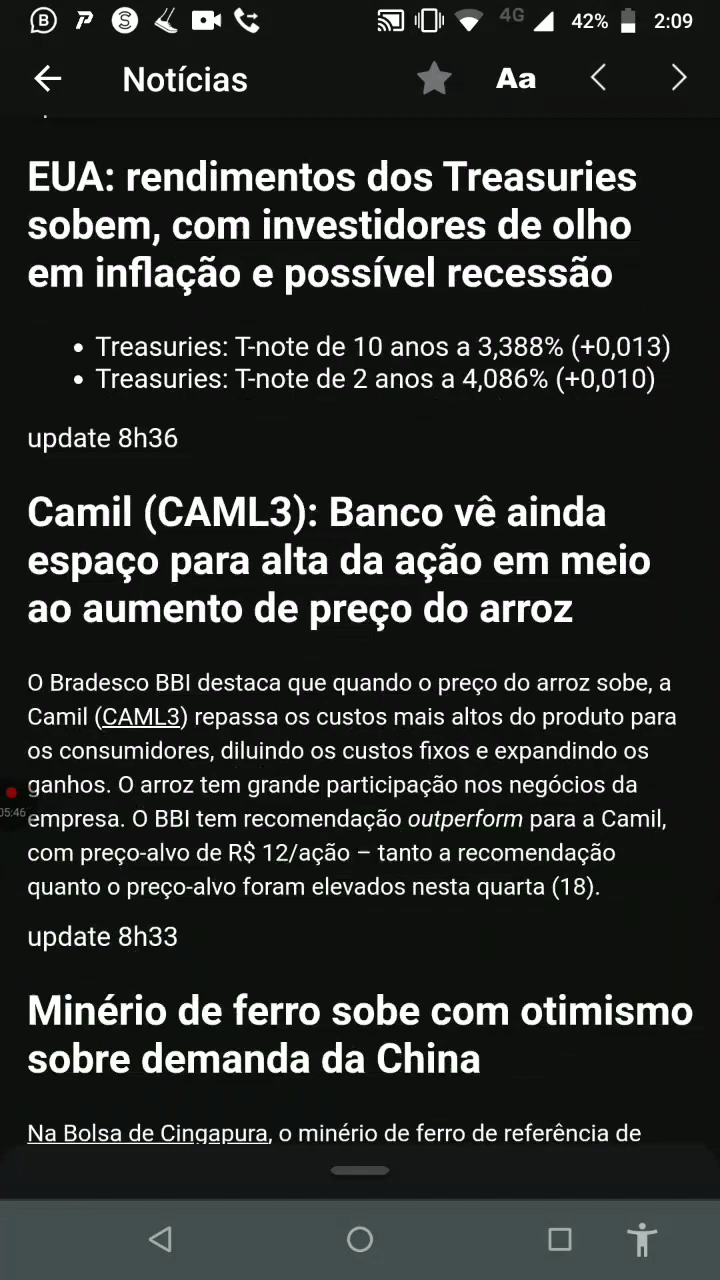 4G 42% 2:09
Notícias Aa
EUA: rendimentos dos Treasuries
sobem, com investidores de olho
em inflação e possível recessão
• Treasuries: T-note de 10 anos a 3,388% (+0,013)
• Treasuries: T-note de 2 anos a 4,086% (+0,010)
update 8h36
Camil (CAML3): Banco vê ainda
espaço para alta da ação em meio
ao aumento de preço do arroz
O Bradesco BBI destaca que quando o preço do arroz sobe, a
Camil (CAML3) repassa os custos mais altos do produto para
os consumidores, diluindo os custos fixos e expandindo os
ganhos. O arroz tem grande participação nos negócios da
05:46
empresa. O BBI tem recomendação outperform para a Camil,
com preço-alvo de R$ 12/ação – tanto a recomendação
quanto o preço-alvo foram elevados nesta quarta (18).
update 8h33
Minério de ferro sobe com otimismo
sobre demanda da China
Na Bolsa de Cingapura, o minério de ferro de referência de